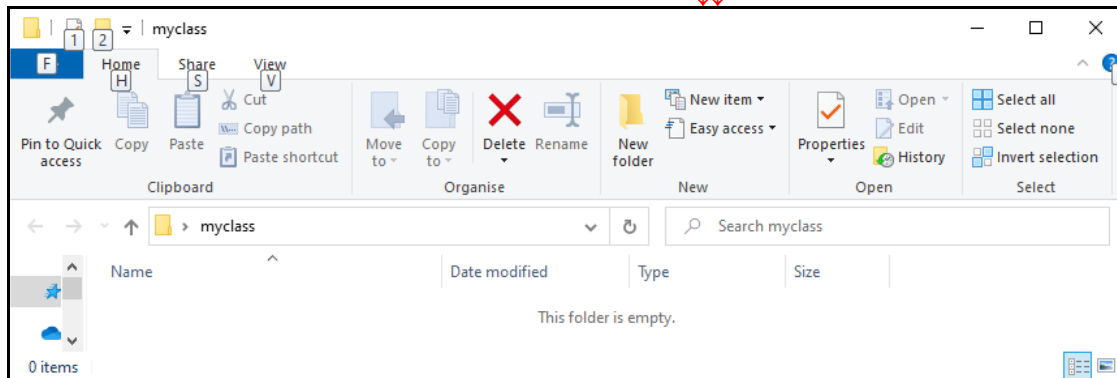 myclass
1 2
F Home Share View
H S V
Pin to Quick access
Copy
Paste
Cut
Copy path
Paste shortcut
Clipboard
Move to
Copy to
Delete
Rename
Organise
New folder
New item
Easy access
New
Properties
Open
Edit
History
Open
Select all
Select none
Invert selection
Select
myclass
Search myclass
Name Date modified Type Size
This folder is empty.
0 items